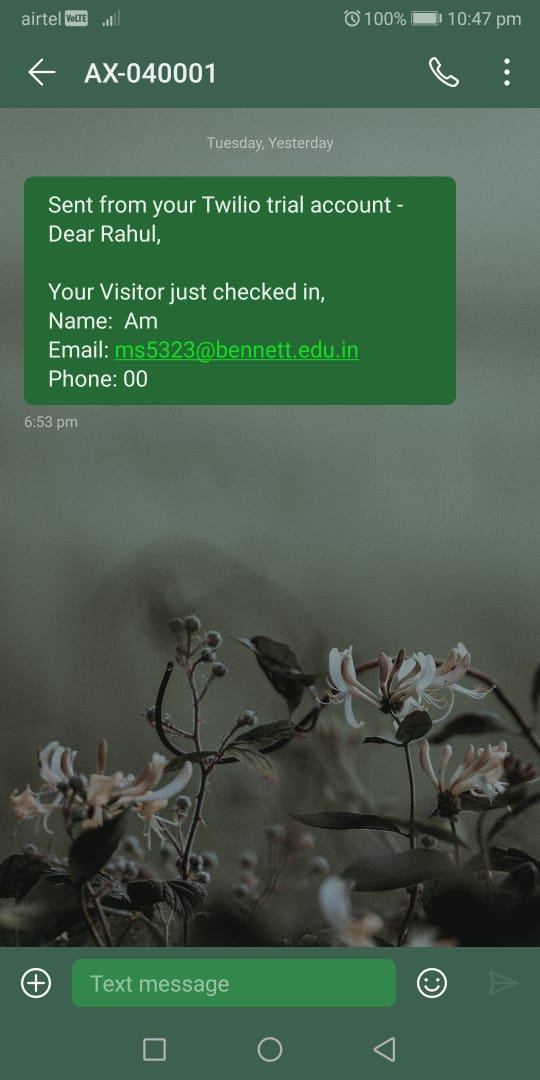 airtel VoLTE 100% 10:47 pm
AX-040001
Tuesday, Yesterday
Sent from your Twilio trial account -
Dear Rahul,
Your Visitor just checked in,
Name:  Am
Email: ms5323@bennett.edu.in
Phone: 00
6:53 pm
Text message